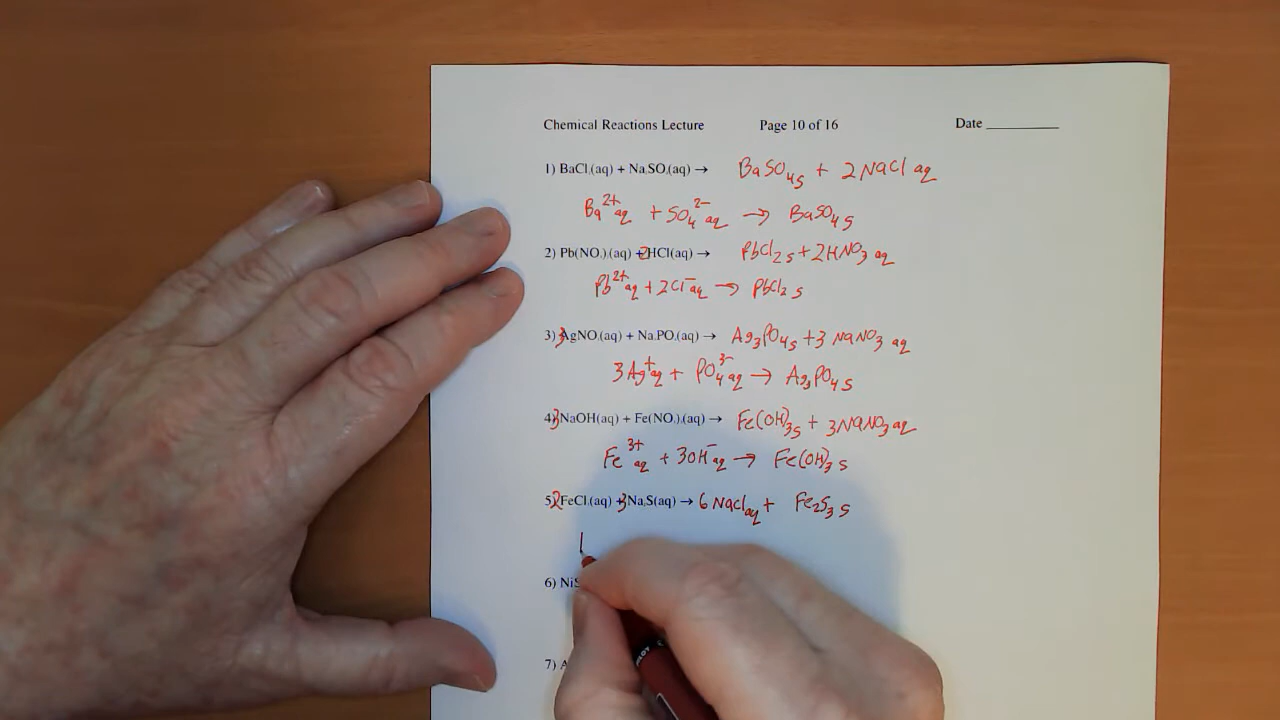 Chemical Reactions Lecture Page 10 of 16 Date ________
1) BaCl₂(aq) + Na₂SO₄(aq) → BaSO₄ s + 2 NaCl aq
Ba²⁺ aq + SO₄²⁻ aq → BaSO₄ s
2) Pb(NO₃)₂(aq) + 2HCl(aq) → PbCl₂ s + 2HNO₃ aq
Pb²⁺ aq + 2Cl⁻ aq → PbCl₂ s
3) 3AgNO₃(aq) + Na₃PO₄(aq) → Ag₃PO₄ s + 3 NaNO₃ aq
3Ag⁺ aq + PO₄³⁻ aq → Ag₃PO₄ s
4) 3NaOH(aq) + Fe(NO₃)₃(aq) → Fe(OH)₃ s + 3NaNO₃ aq
Fe³⁺ aq + 3OH⁻ aq → Fe(OH)₃ s
5) 2FeCl₃(aq) + 3Na₂S(aq) → 6 NaCl aq + Fe₂S₃ s
6) NiS
7) A